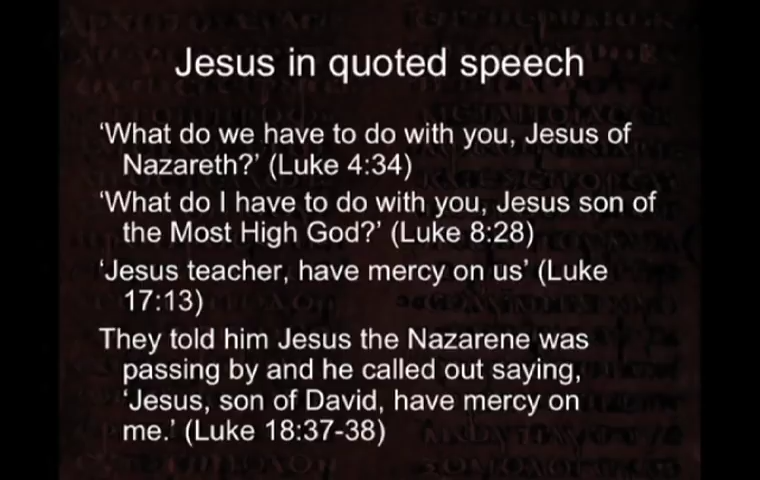 Jesus in quoted speech
‘What do we have to do with you, Jesus of
Nazareth?’ (Luke 4:34)
‘What do I have to do with you, Jesus son of
the Most High God?’ (Luke 8:28)
‘Jesus teacher, have mercy on us’ (Luke
17:13)
They told him Jesus the Nazarene was
passing by and he called out saying,
‘Jesus, son of David, have mercy on
me.’ (Luke 18:37-38)